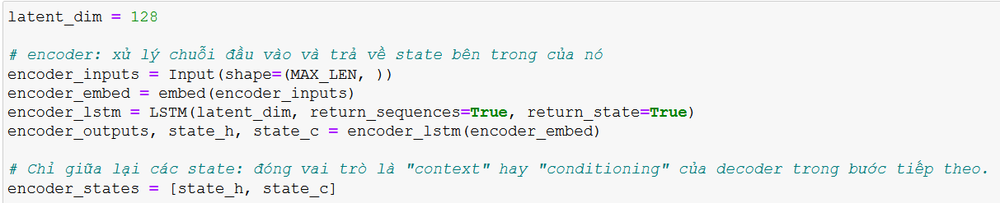 latent_dim = 128
# encoder: xử lý chuỗi đầu vào và trả về state bên trong của nó
encoder_inputs = Input(shape=(MAX_LEN, ))
encoder_embed = embed(encoder_inputs)
encoder_lstm = LSTM(latent_dim, return_sequences=True, return_state=True)
encoder_outputs, state_h, state_c = encoder_lstm(encoder_embed)
# Chỉ giữa lại các state: đóng vai trò là "context" hay "conditioning" của decoder trong bước tiếp theo.
encoder_states = [state_h, state_c]